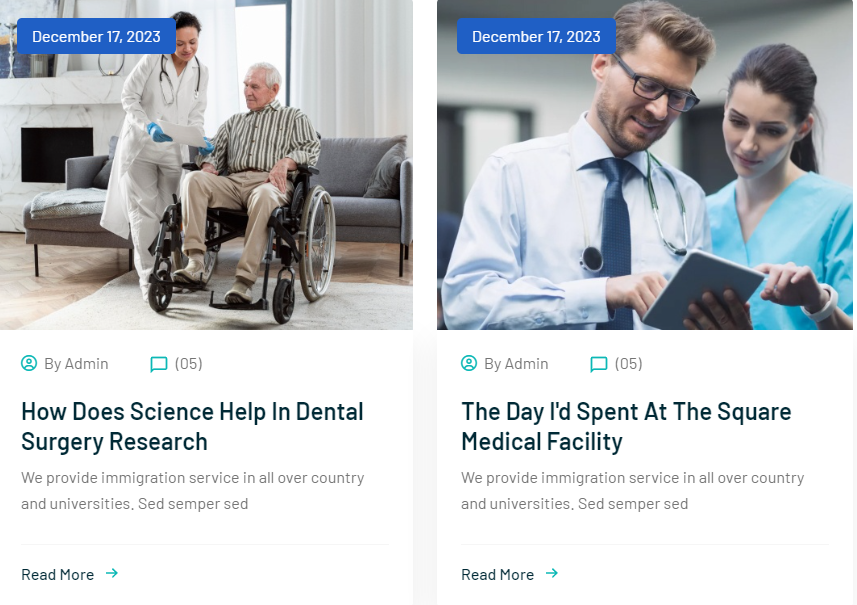 December 17, 2023
By Admin (05)
How Does Science Help In Dental
Surgery Research
We provide immigration service in all over country
and universities. Sed semper sed
Read More
December 17, 2023
By Admin (05)
The Day I'd Spent At The Square
Medical Facility
We provide immigration service in all over country
and universities. Sed semper sed
Read More